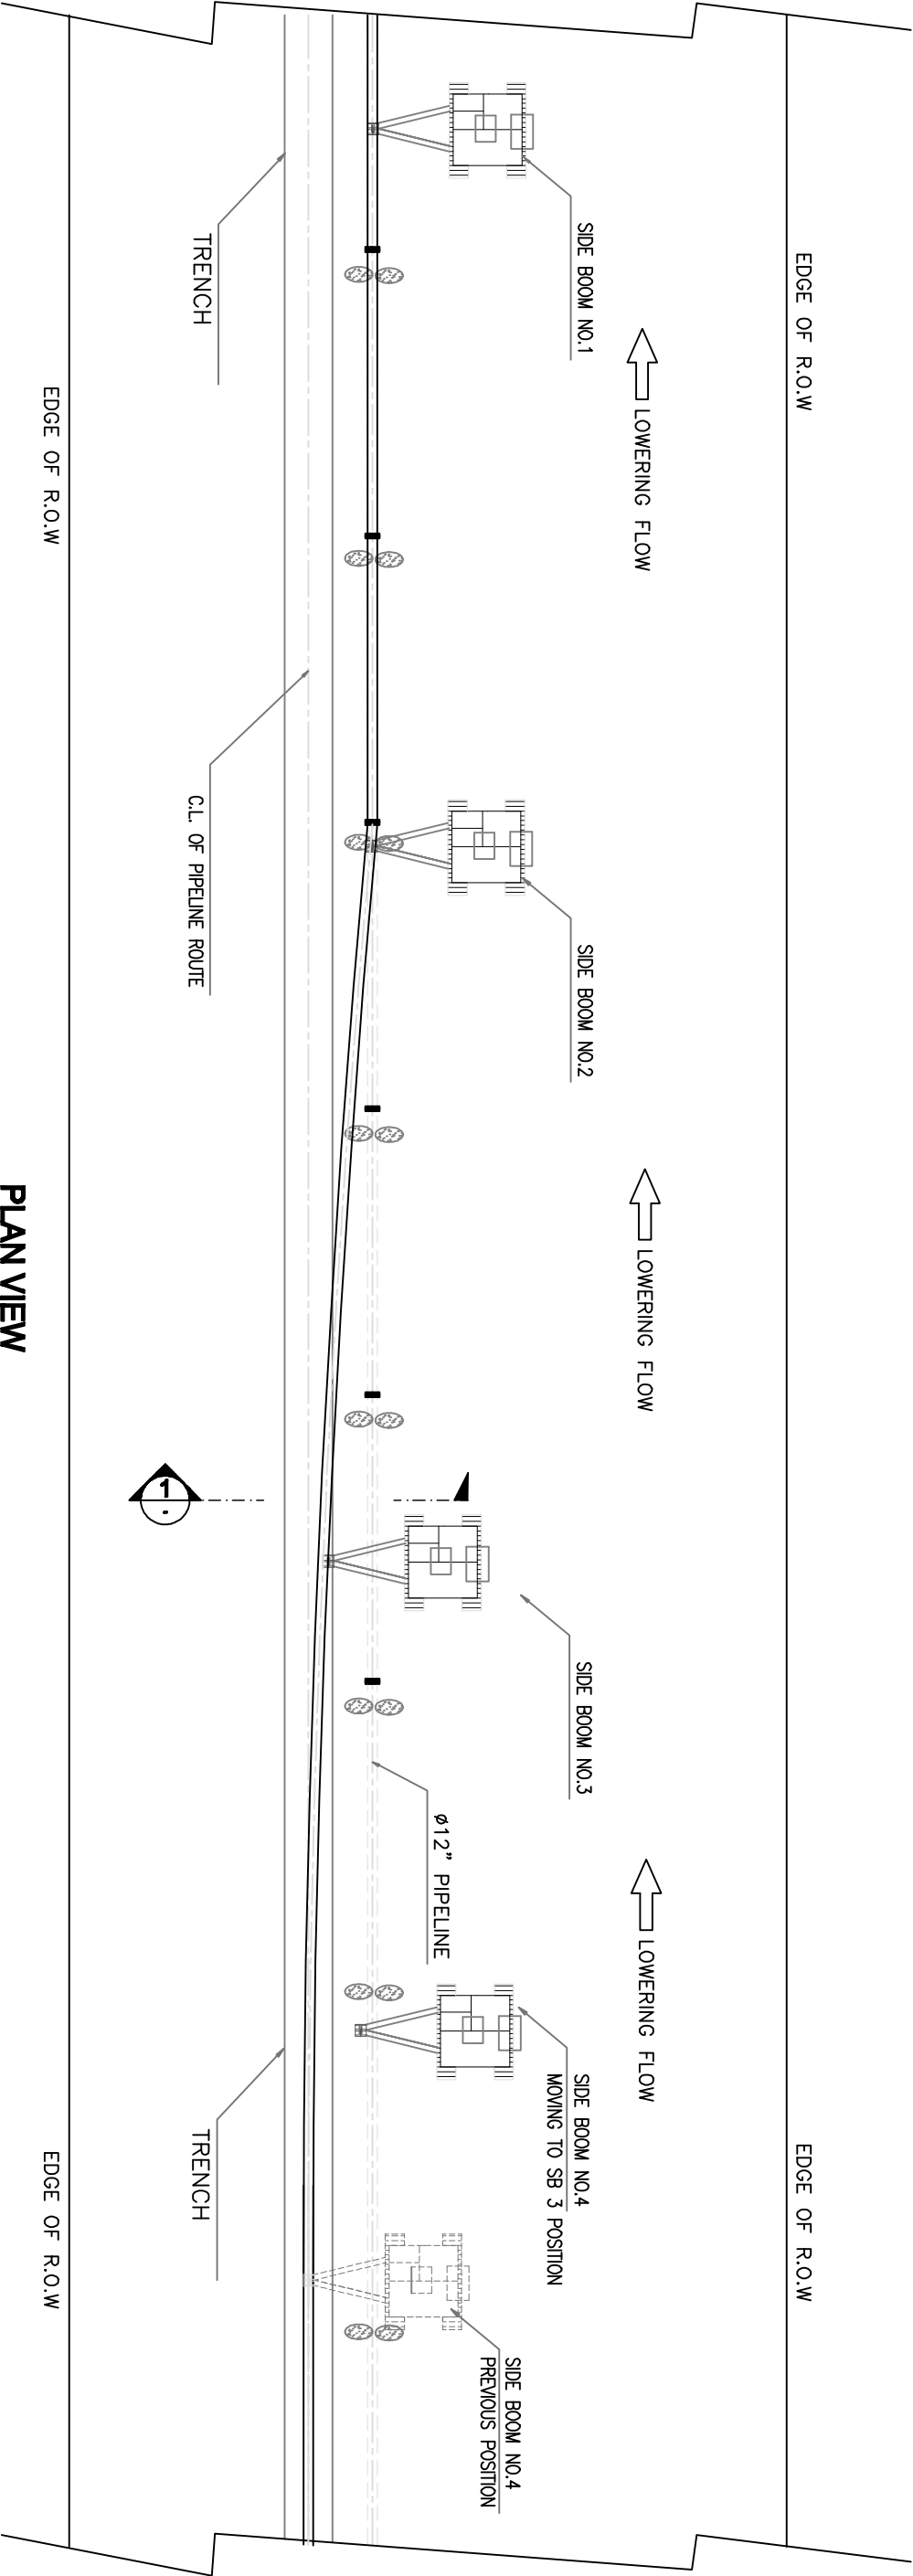 EDGE OF R.O.W
EDGE OF R.O.W
LOWERING FLOW
LOWERING FLOW
LOWERING FLOW
SIDE BOOM NO.1
SIDE BOOM NO.2
SIDE BOOM NO.3
SIDE BOOM NO.4
MOVING TO SB 3 POSITION
SIDE BOOM NO.4
PREVIOUS POSITION
Ø12" PIPELINE
1
-
TRENCH
C.L. OF PIPELINE ROUTE
TRENCH
EDGE OF R.O.W
EDGE OF R.O.W
PLAN VIEW